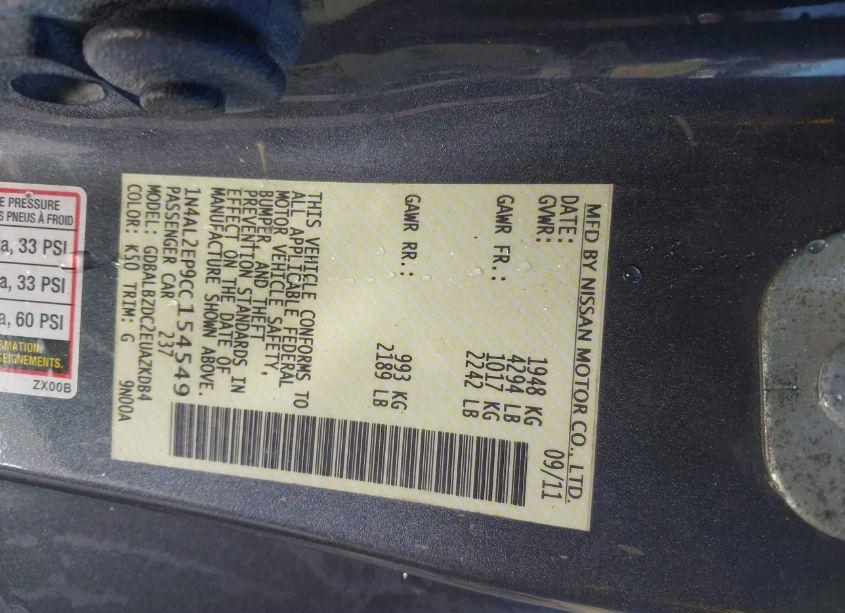 MFD BY NISSAN MOTOR CO., LTD.
DATE: 09/11
GVWR: 1948 KG
4294 LB
GAWR FR.: 1017 KG
2242 LB
GAWR RR.: 993 KG
2189 LB
THIS VEHICLE CONFORMS TO
ALL APPLICABLE FEDERAL
MOTOR VEHICLE SAFETY,
BUMPER, AND THEFT
PREVENTION STANDARDS IN
EFFECT ON THE DATE OF
MANUFACTURE SHOWN ABOVE.
1N4AL2EP9CC154549
PASSENGER CAR 237
MODEL: GDBALBZDC2EUAZKDB4
COLOR: K50 TRIM: G 9N00A
E PRESSURE
S PNEUS À FROID
a, 33 PSI
a, 33 PSI
a, 60 PSI
FORMATION
SEIGNEMENTS.
ZX00B